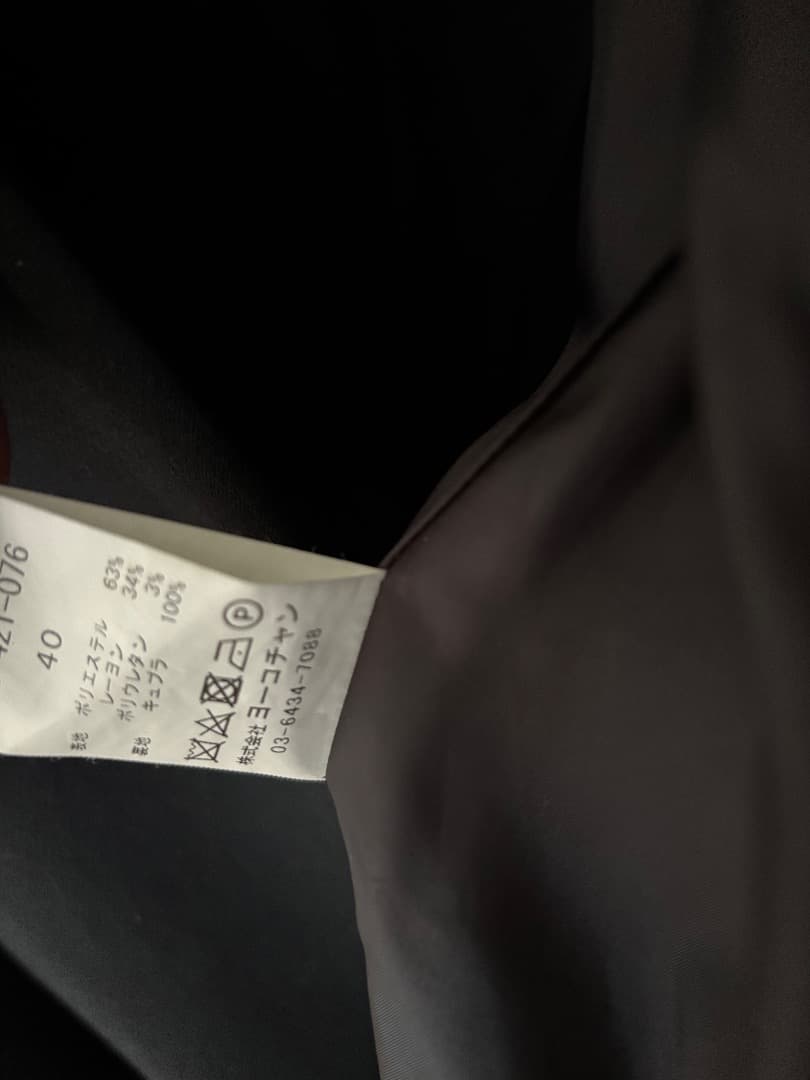 421-076
40
表地 ポリエステル 63%
レーヨン 34%
ポリウレタン 3%
裏地 キュプラ 100%
P
株式会社ヨーコチャン
03-6434-7088